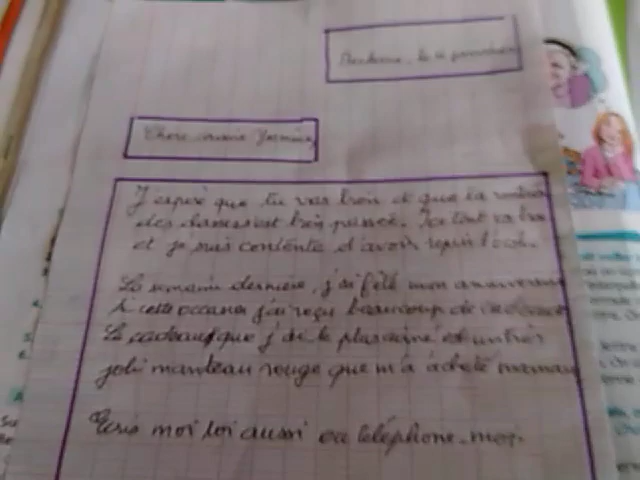 Chère cousine Yasmina,
J'espère que tu vas bien et que la rentrée
des classes est bien passée. Ici tout va bien
et je suis contente d'avoir repris l'école.
La semaine dernière, j'ai fêté mon anniversaire
A cette occasion j'ai reçu beaucoup de cadeaux
Le cadeau que j'ai le plus aimé est un très
joli manteau rouge que m'a acheté maman
Ecris moi toi aussi ou téléphone-moi.